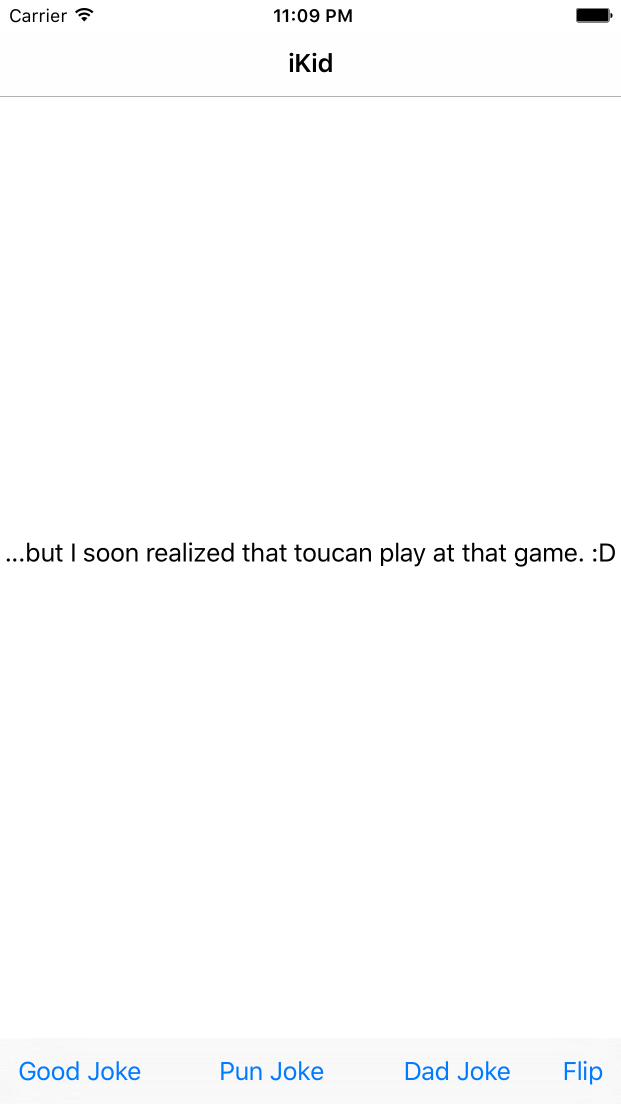 Carrier 11:09 PM
iKid
...but I soon realized that toucan play at that game. :D
Good Joke Pun Joke Dad Joke Flip